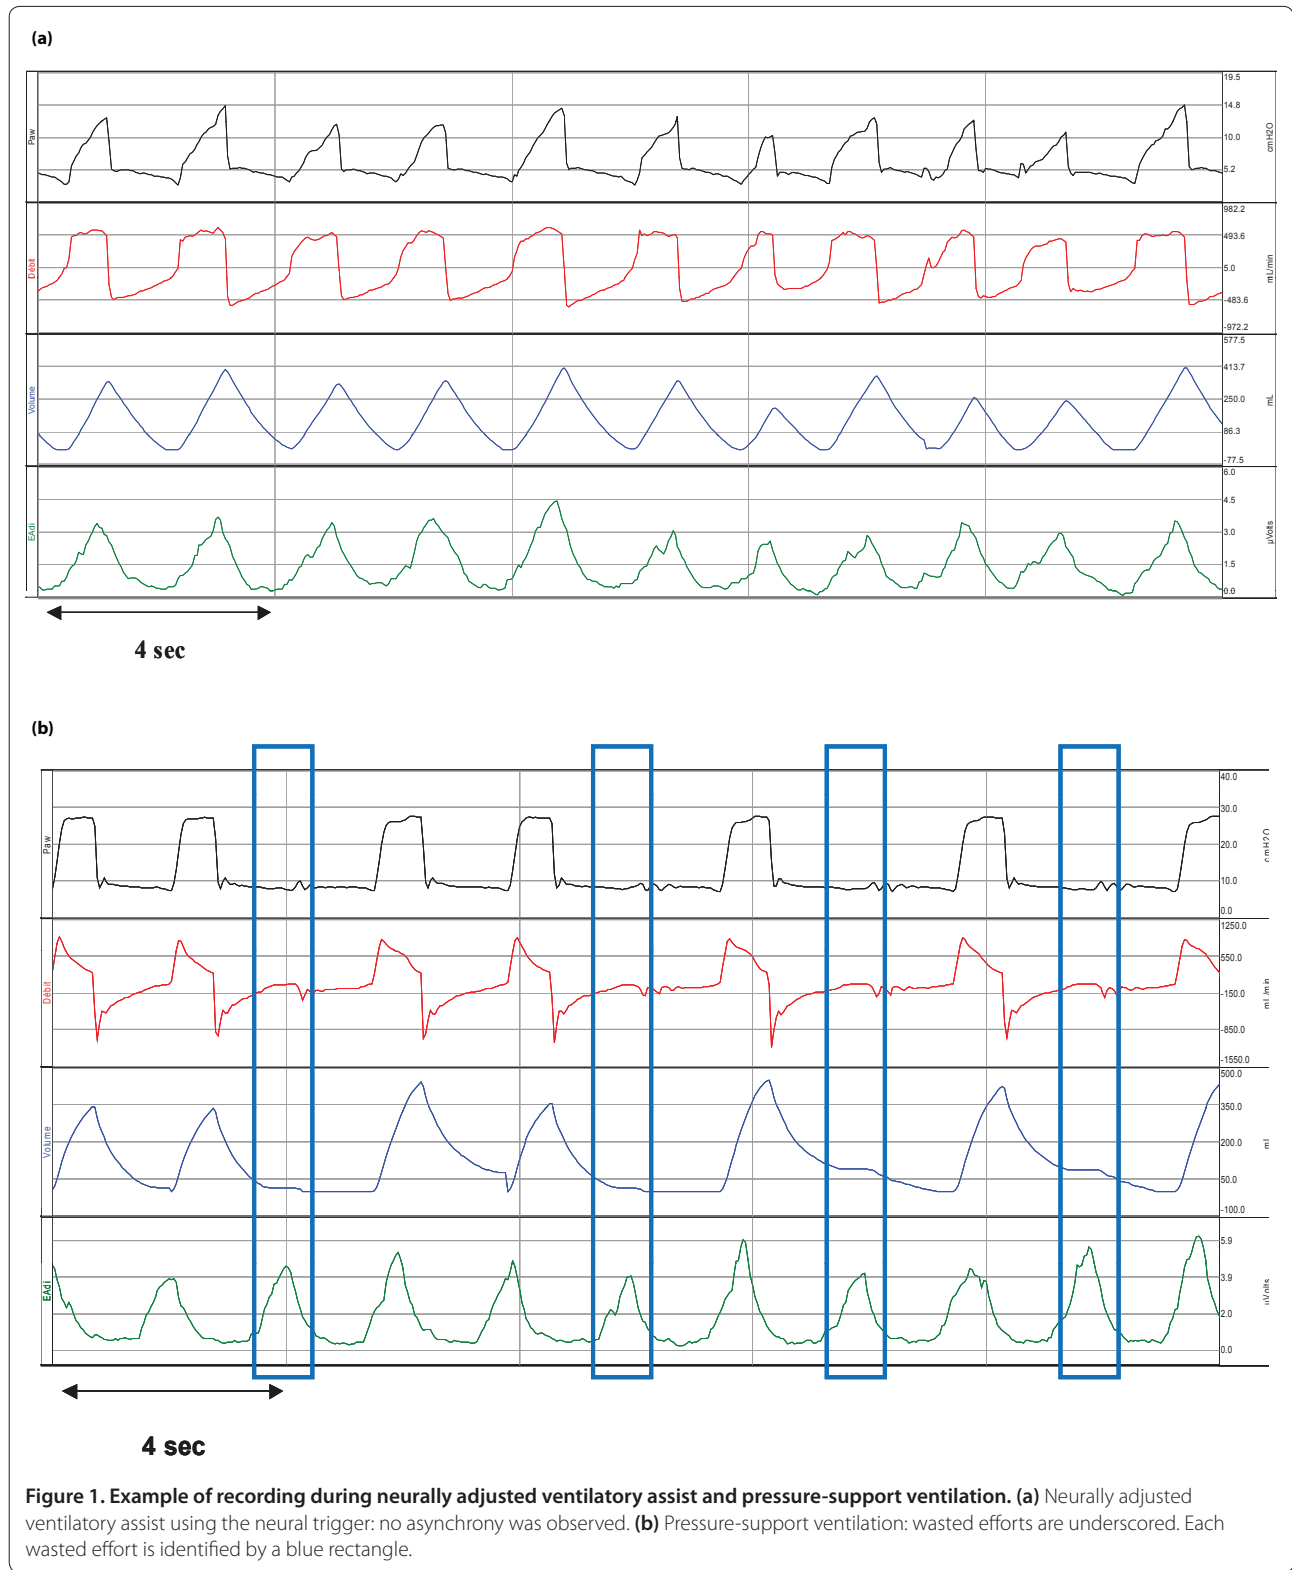 (a)
Paw
19.5
14.8
10.0
5.2
cmH2O
Débit
982.2
493.6
5.0
-483.6
-972.2
mL/min
Volume
577.5
413.7
250.0
86.3
-77.5
mL
EAdi
6.0
4.5
3.0
1.5
0.0
µVolts
4 sec
(b)
Paw
40.0
30.0
20.0
10.0
0.0
cmH2O
Débit
1250.0
550.0
-150.0
-850.0
-1550.0
ml/min
Volume
500.0
350.0
200.0
50.0
-100.0
ml
EAdi
5.9
3.9
2.0
0.0
µVolts
4 sec
Figure 1. Example of recording during neurally adjusted ventilatory assist and pressure-support ventilation. (a) Neurally adjusted
ventilatory assist using the neural trigger: no asynchrony was observed. (b) Pressure-support ventilation: wasted efforts are underscored. Each
wasted effort is identified by a blue rectangle.